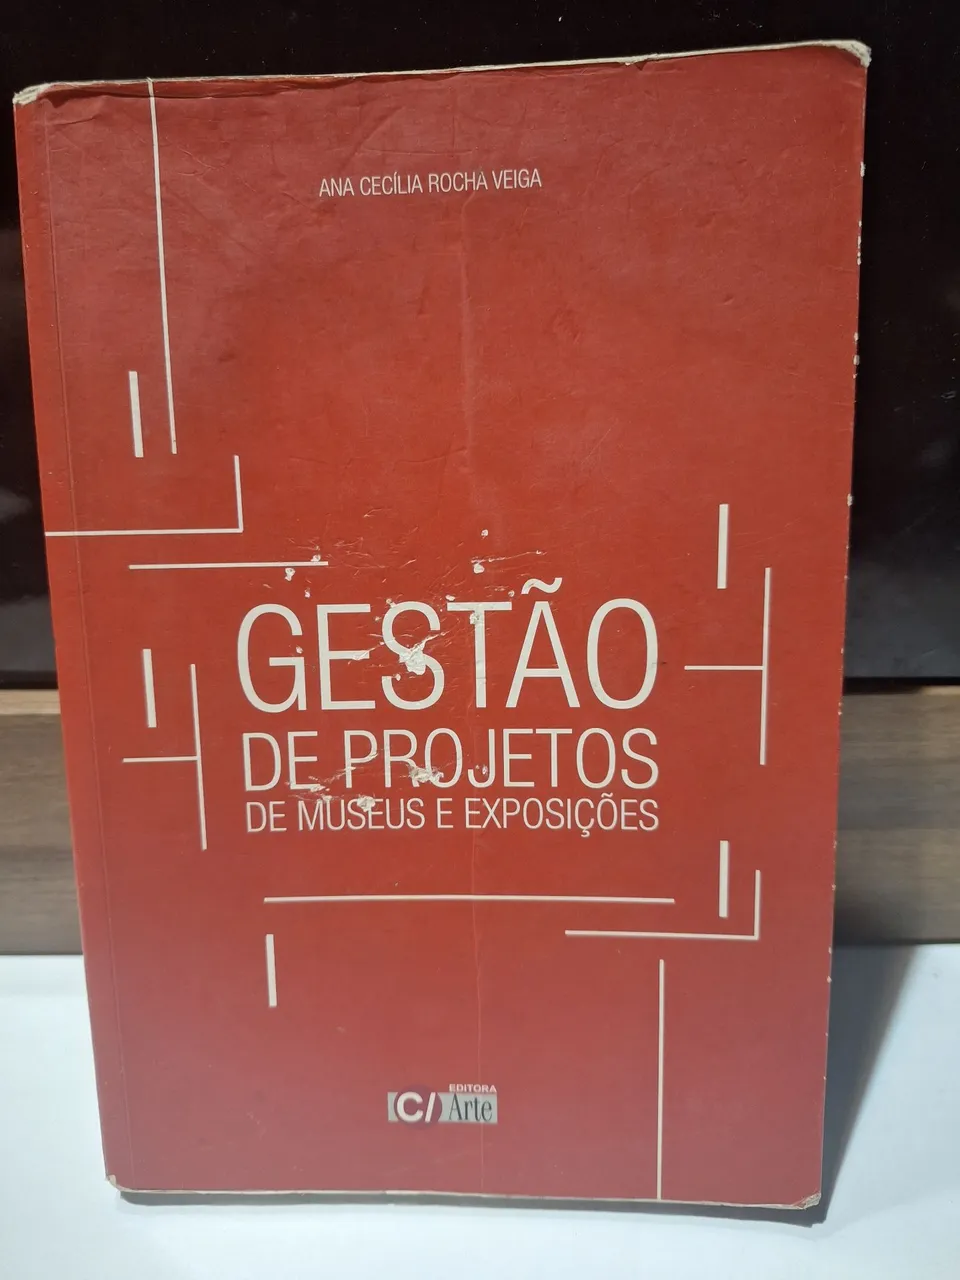 ANA CECÍLIA ROCHA VEIGA
GESTÃO
DE PROJETOS
DE MUSEUS E EXPOSIÇÕES
EDITORA
C/ Arte